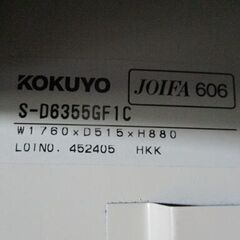 KOKUYO
JOIFA 606
S-D6355GF1C
W1760×D515×H880
LOTNO. 452405 HKK